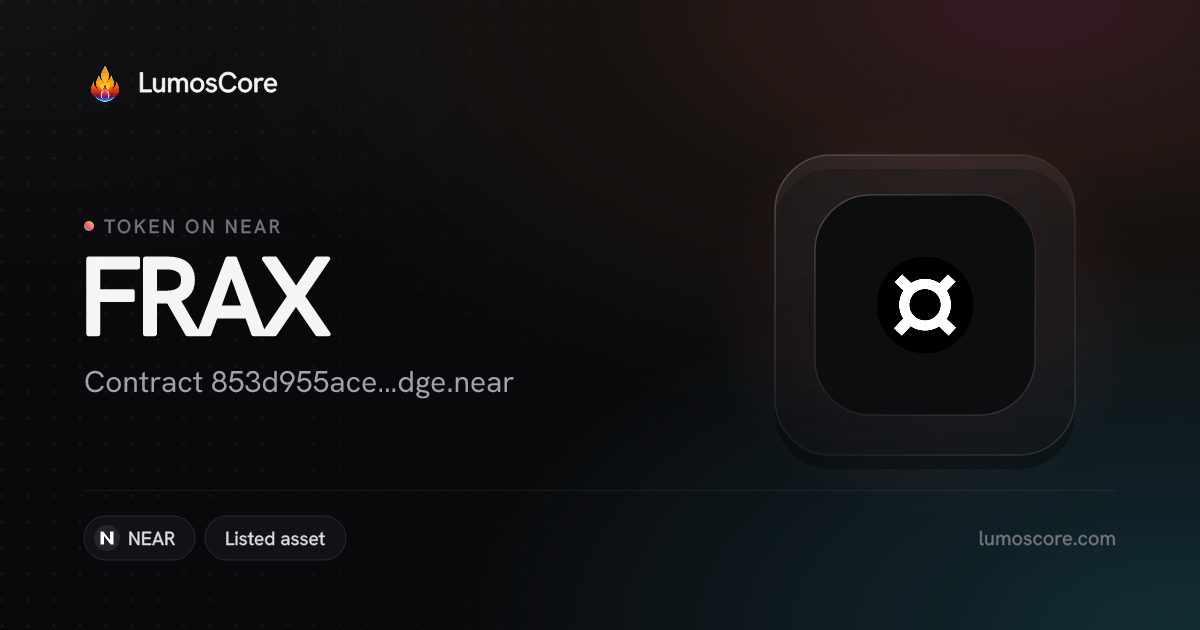 LumosCore
TOKEN ON NEAR
FRAX
Contract 853d955ace...dge.near
NEAR
Listed asset
lumoscore.com